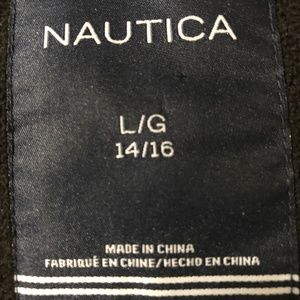 NAUTICA
L/G
14/16
MADE IN CHINA
FABRIQUÉ EN CHINE/HECHO EN CHINA